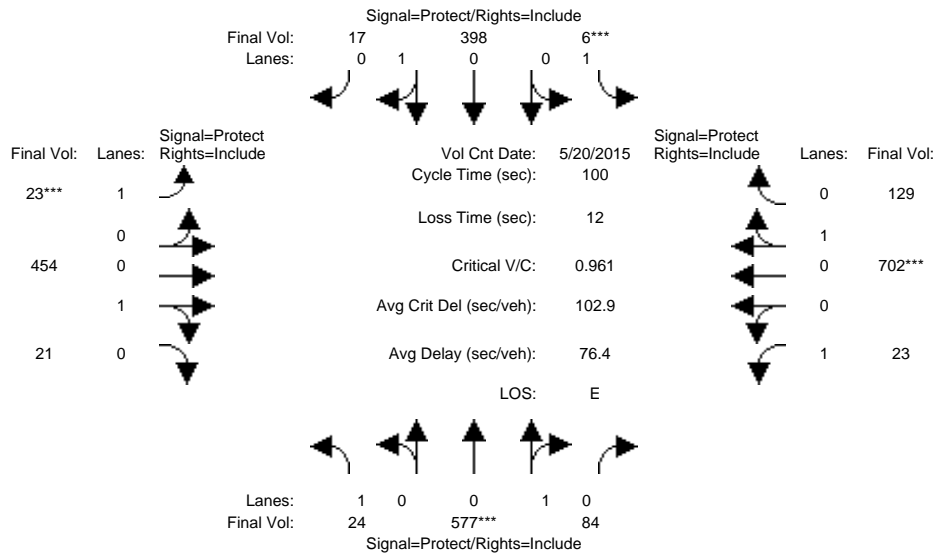 Signal=Protect/Rights=Include
Final Vol: 17 398 6***
Lanes: 0 1 0 0 1
Signal=Protect
Final Vol: Lanes: Rights=Include
Vol Cnt Date: 5/20/2015
Signal=Protect
Rights=Include Lanes: Final Vol:
Cycle Time (sec): 100
23*** 1
0 129
Loss Time (sec): 12
0
1
454 0
Critical V/C: 0.961
0 702***
1
Avg Crit Del (sec/veh): 102.9
0
21 0
Avg Delay (sec/veh): 76.4
1 23
LOS: E
Lanes: 1 0 0 1 0
Final Vol: 24 577*** 84
Signal=Protect/Rights=Include